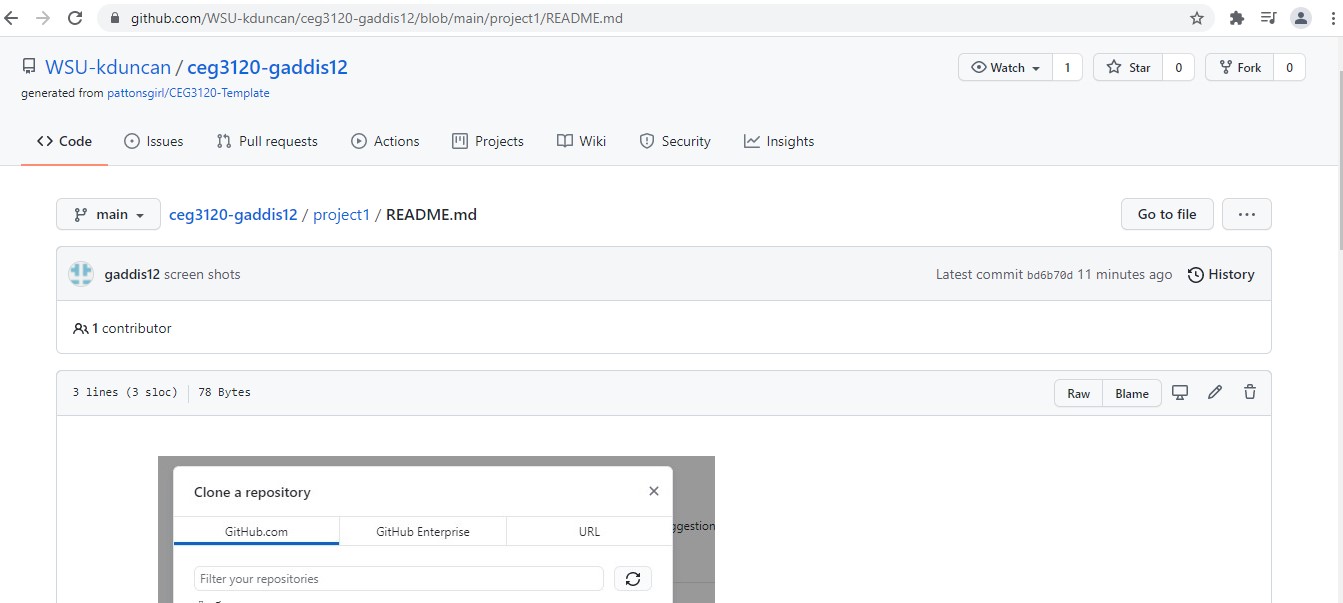 github.com/WSU-kduncan/ceg3120-gaddis12/blob/main/project1/README.md
WSU-kduncan / ceg3120-gaddis12
Watch 1 Star 0 Fork 0
generated from pattonsgirl/CEG3120-Template
Code Issues Pull requests Actions Projects Wiki Security Insights
main ceg3120-gaddis12 / project1 / README.md Go to file
gaddis12 screen shots Latest commit bd6b70d 11 minutes ago History
1 contributor
3 lines (3 sloc) 78 Bytes Raw Blame
Clone a repository
GitHub.com GitHub Enterprise URL
ggestion
Filter your repositories